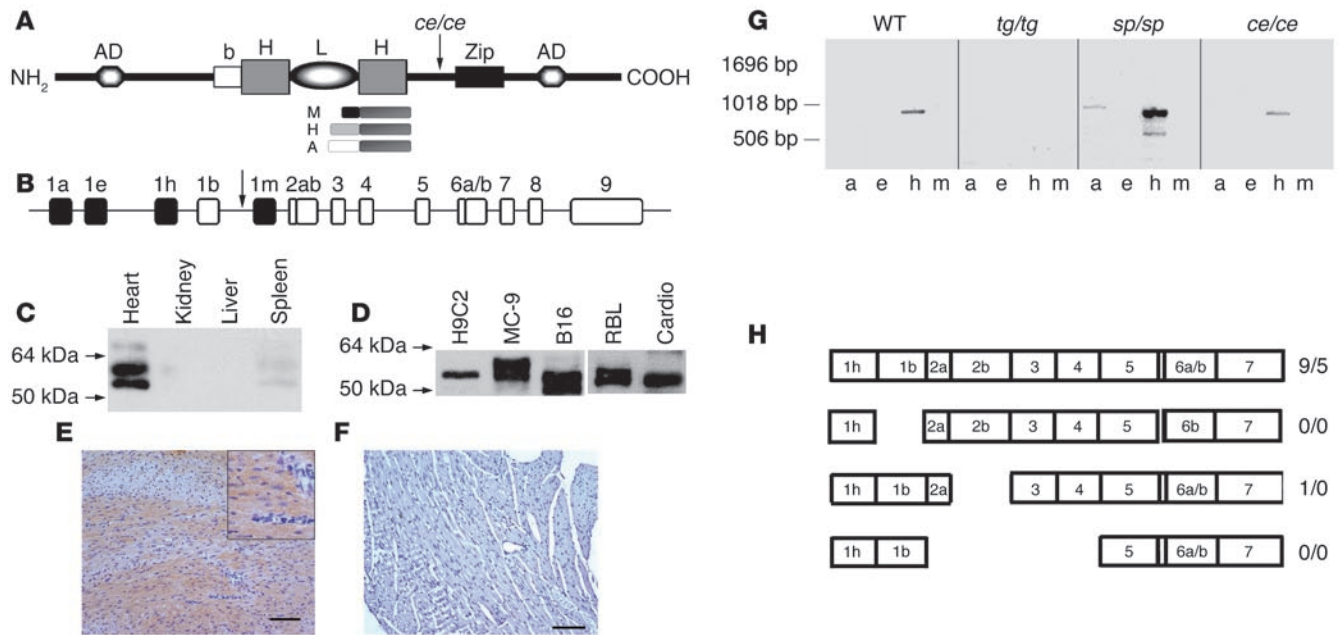 A
ce/ce
AD b H L H Zip AD
NH2 COOH
M
H
A
B
1a 1e 1h 1b 1m 2ab 3 4 5 6a/b 7 8 9
C
Heart Kidney Liver Spleen
64 kDa
50 kDa
D
H9C2 MC-9 B16 RBL Cardio
64 kDa
50 kDa
E
F
G
WT tg/tg sp/sp ce/ce
1696 bp
1018 bp
506 bp
a e h m a e h m a e h m a e h m
H
1h 1b 2a 2b 3 4 5 6a/b 7 9/5
1h 2a 2b 3 4 5 6b 7 0/0
1h 1b 2a 3 4 5 6a/b 7 1/0
1h 1b 5 6a/b 7 0/0